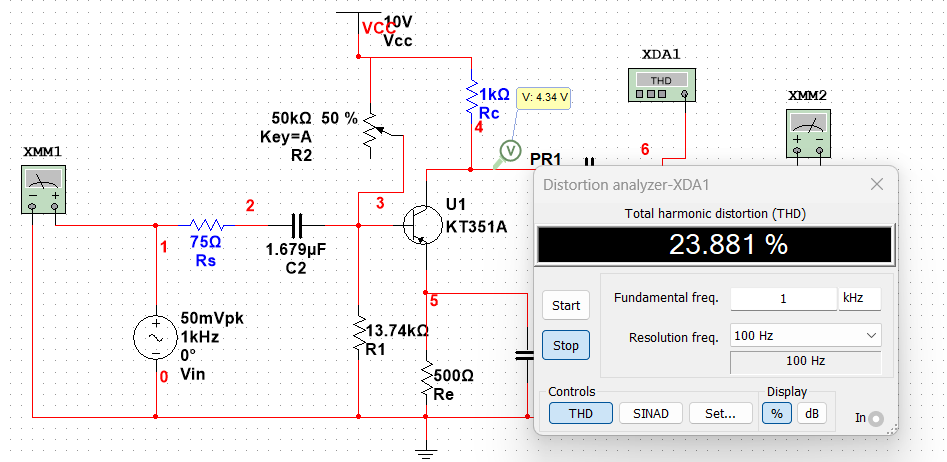 VCC
10V
Vcc
XDA1
THD
1kΩ
Rc
V: 4.34 V
4
50kΩ 50 %
Key=A
R2
XMM2
XMM1
6
PR1
Distortion analyzer-XDA1
Total harmonic distortion (THD)
23.881 %
2
3
U1
KT351A
1
75Ω
Rs
1.679µF
C2
5
Start
Stop
Fundamental freq. 1 kHz
Resolution freq. 100 Hz
100 Hz
50mVpk
1kHz
0°
Vin
0
13.74kΩ
R1
500Ω
Re
Controls
THD SINAD Set...
Display
% dB
In